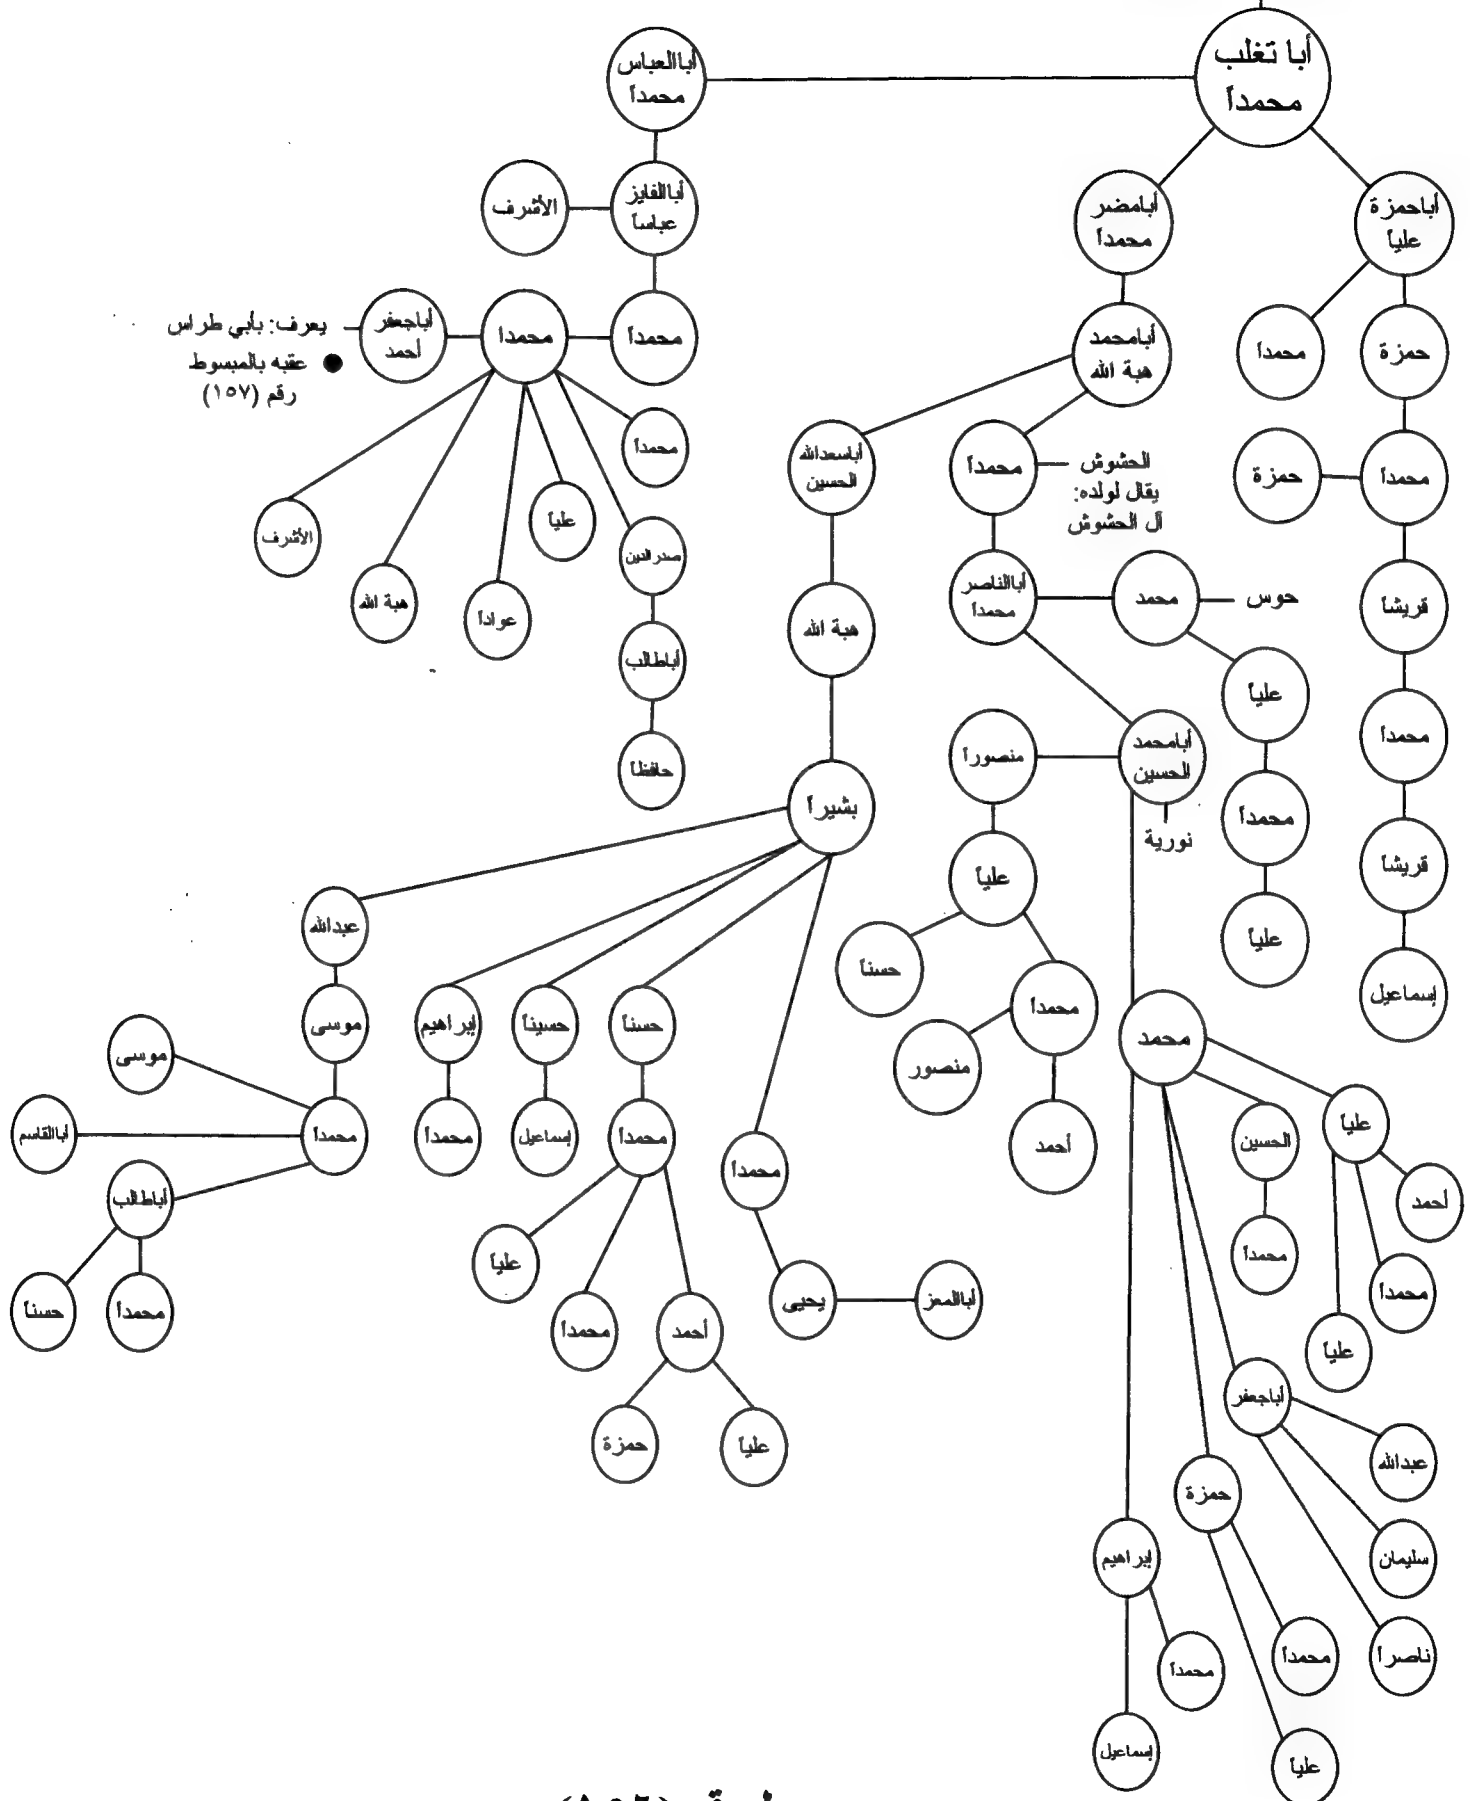 أبا تغلب
محمداً
أباالعباس
محمداً
أباحمزة
علياً
أبامضر
محمداً
أباالفايز
عباساً
الأشرف
حمزة
محمداً
أبامحمد
هبة الله
محمداً
محمداً
أباجعفر
أحمد
يعرف: بأبي طراس
عقبه بالمبسوط
رقم (١٥٧)
محمداً
حمزة
محمداً
الحشوش
يقال لولده:
آل الحشوش
أباسعدالله
الحسين
محمداً
علياً
صدرالدين
الأشرف
هبة الله
عواداً
أباطالب
حافظاً
قريشاً
حوس
محمد
أباالناصر
محمداً
هبة الله
علياً
محمداً
أبامحمد
الحسين
نورية
منصوراً
محمداً
علياً
قريشاً
إسماعيل
بشيراً
علياً
حسناً
محمداً
منصور
أحمد
محمد
عبدالله
موسى
إبراهيم
حسيناً
حسناً
محمداً
إسماعيل
محمداً
محمداً
محمداً
موسى
أباالقاسم
أباطالب
حسناً
محمداً
علياً
محمداً
أحمد
حمزة
علياً
يحيى
أباالمعز
الحسين
محمداً
علياً
أحمد
محمداً
علياً
أباجعفر
عبدالله
سليمان
ناصراً
حمزة
محمداً
علياً
إبراهيم
محمداً
إسماعيل